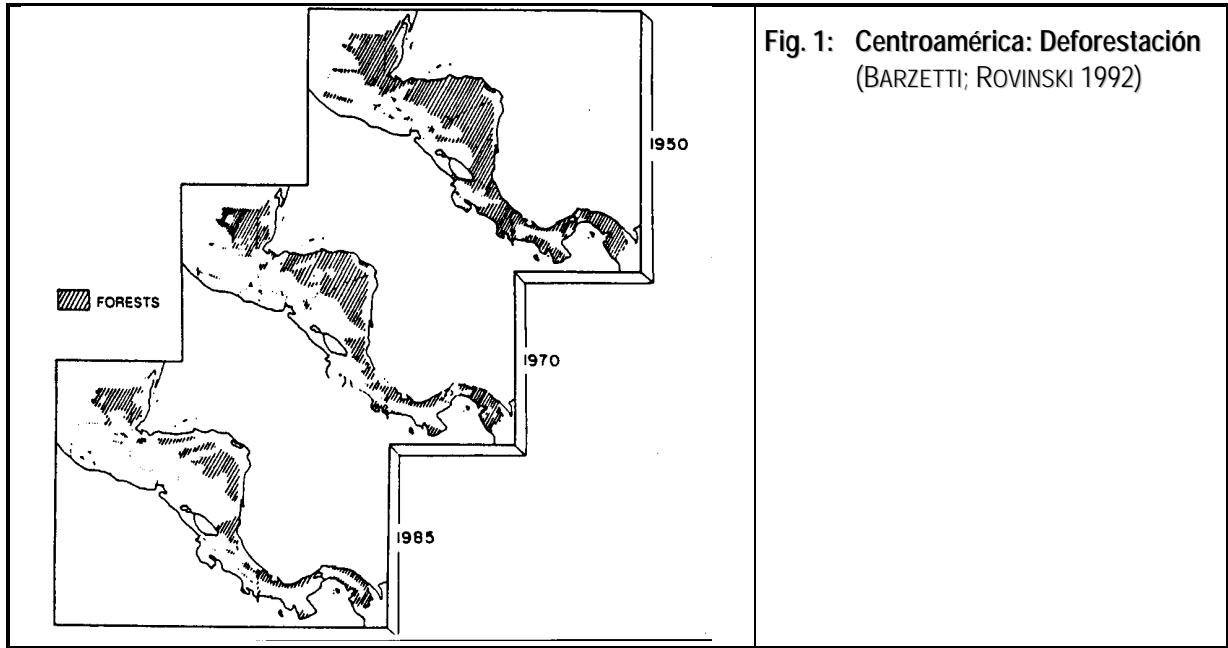 Fig. 1: Centroamérica: Deforestación
(BARZETTI; ROVINSKI 1992)
1950
1970
FORESTS
1985